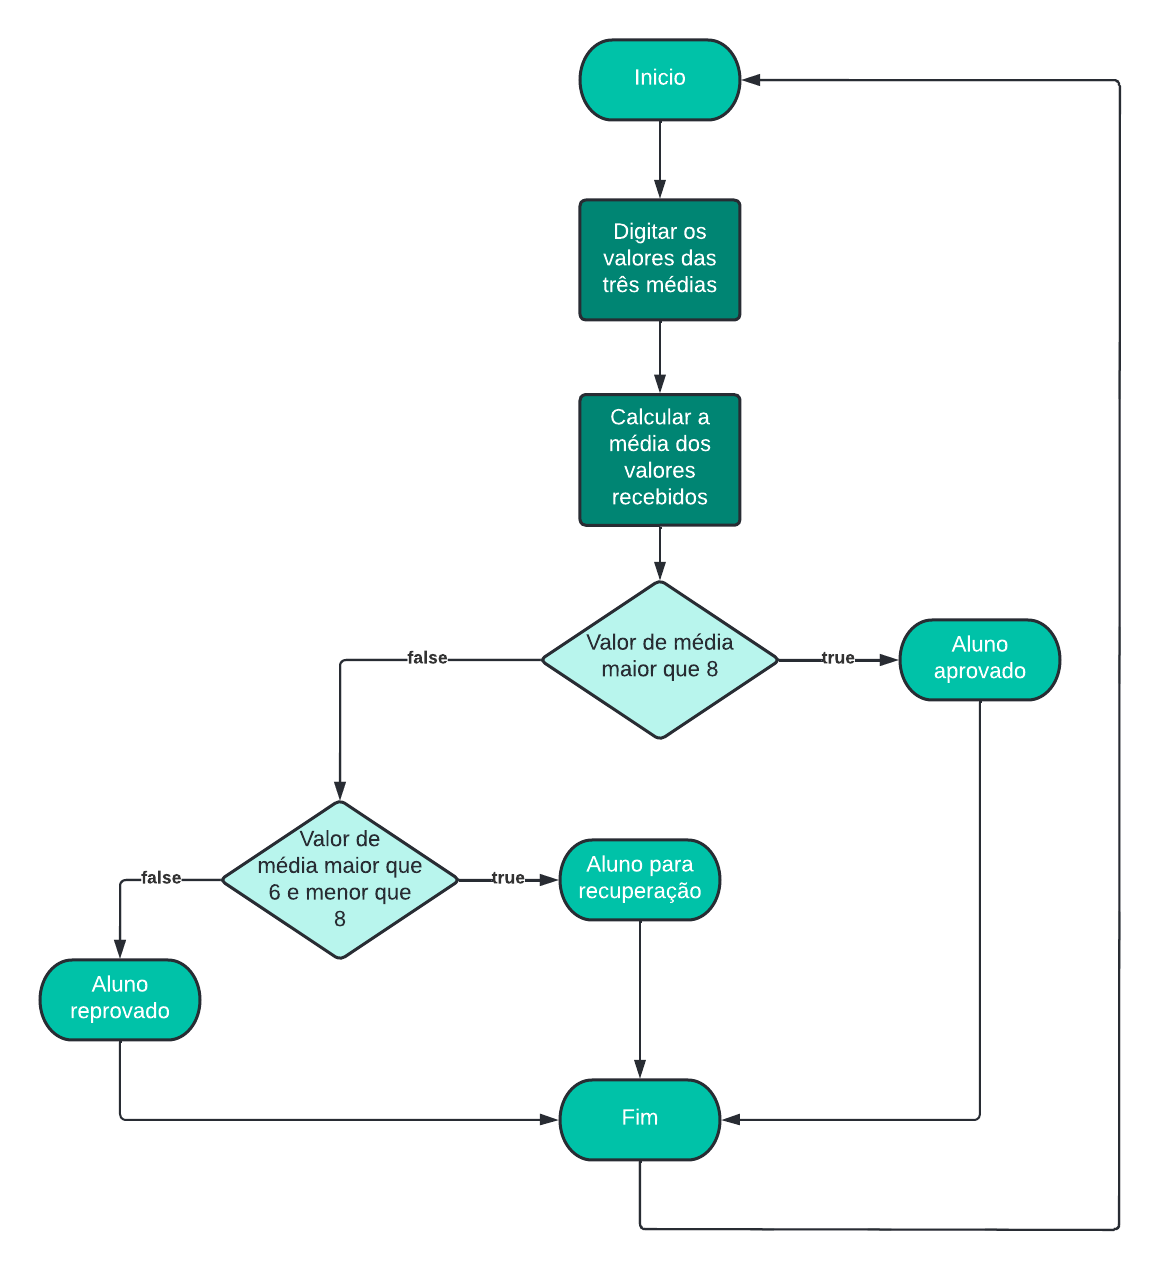 Inicio
Digitar os
valores das
três médias
Calcular a
média dos
valores
recebidos
Valor de média
maior que 8
false
true
Aluno
aprovado
Valor de
média maior que
6 e menor que
8
false
true
Aluno para
recuperação
Aluno
reprovado
Fim